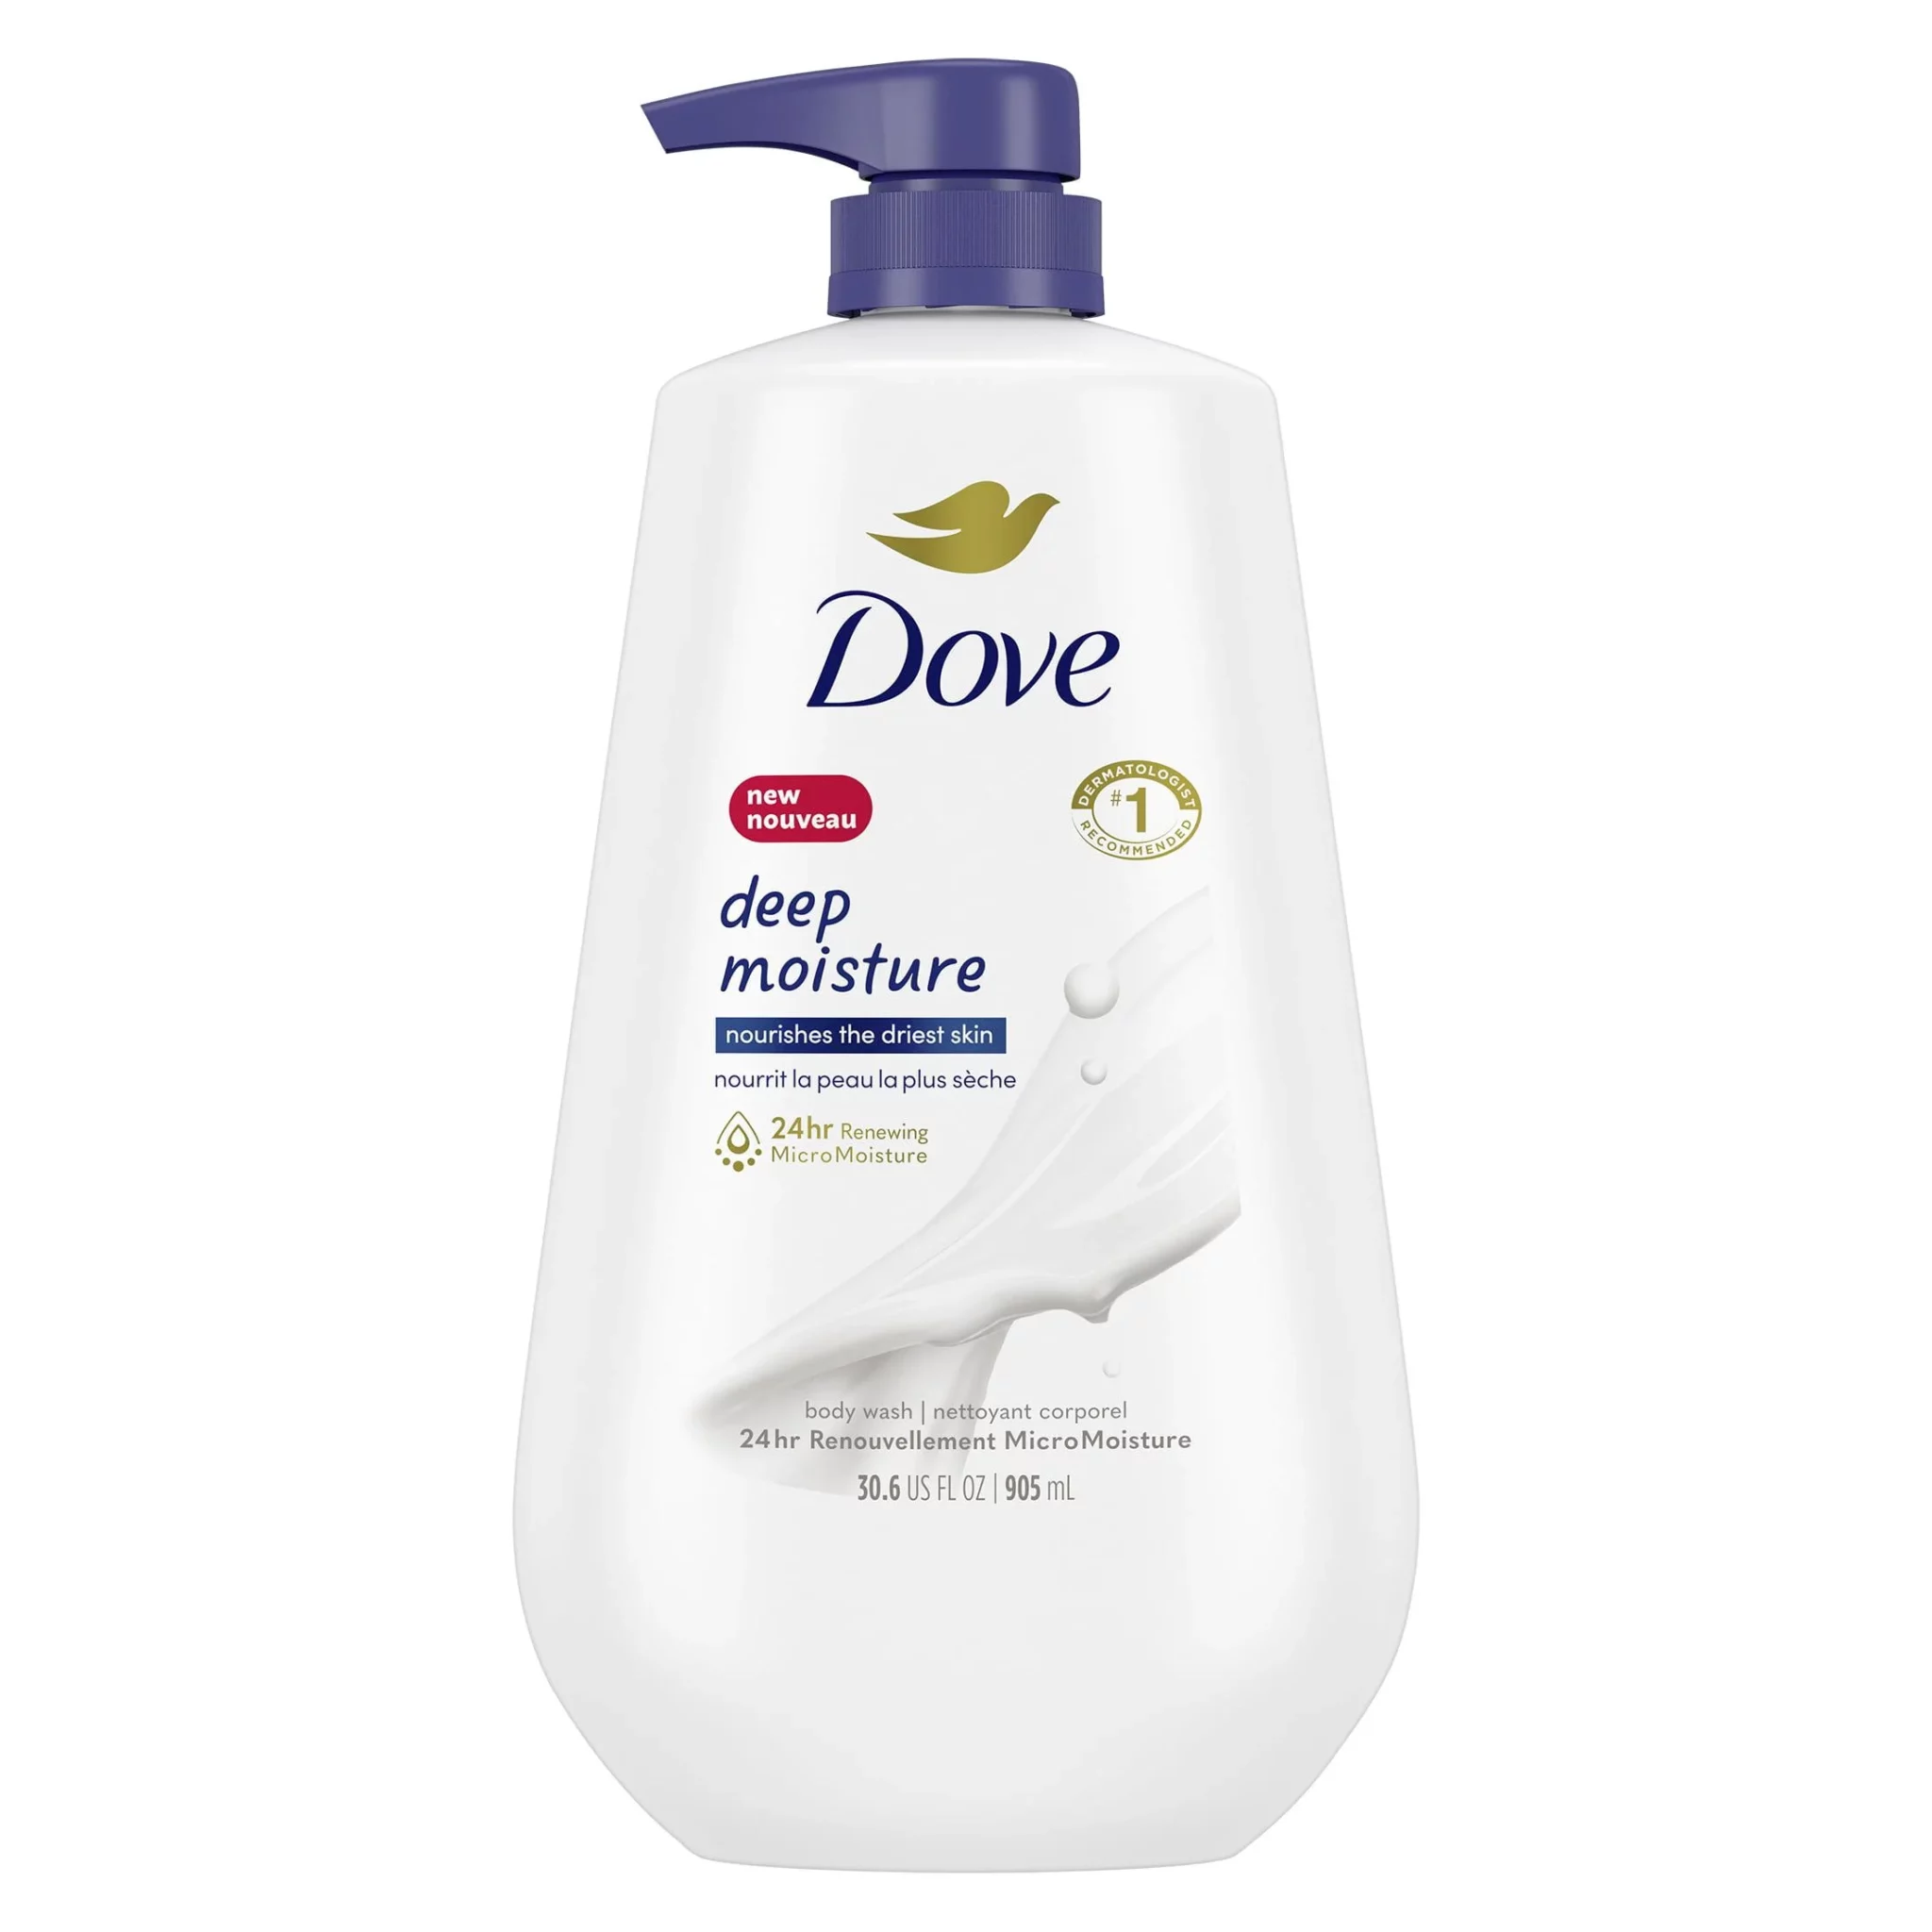 Dove
new
nouveau
DERMATOLOGIST
#1
RECOMMENDED
deep
moisture
nourishes the driest skin
nourrit la peau la plus sèche
24hr Renewing
MicroMoisture
body wash | nettoyant corporel
24hr Renouvellement MicroMoisture
30.6 US FL OZ | 905 mL